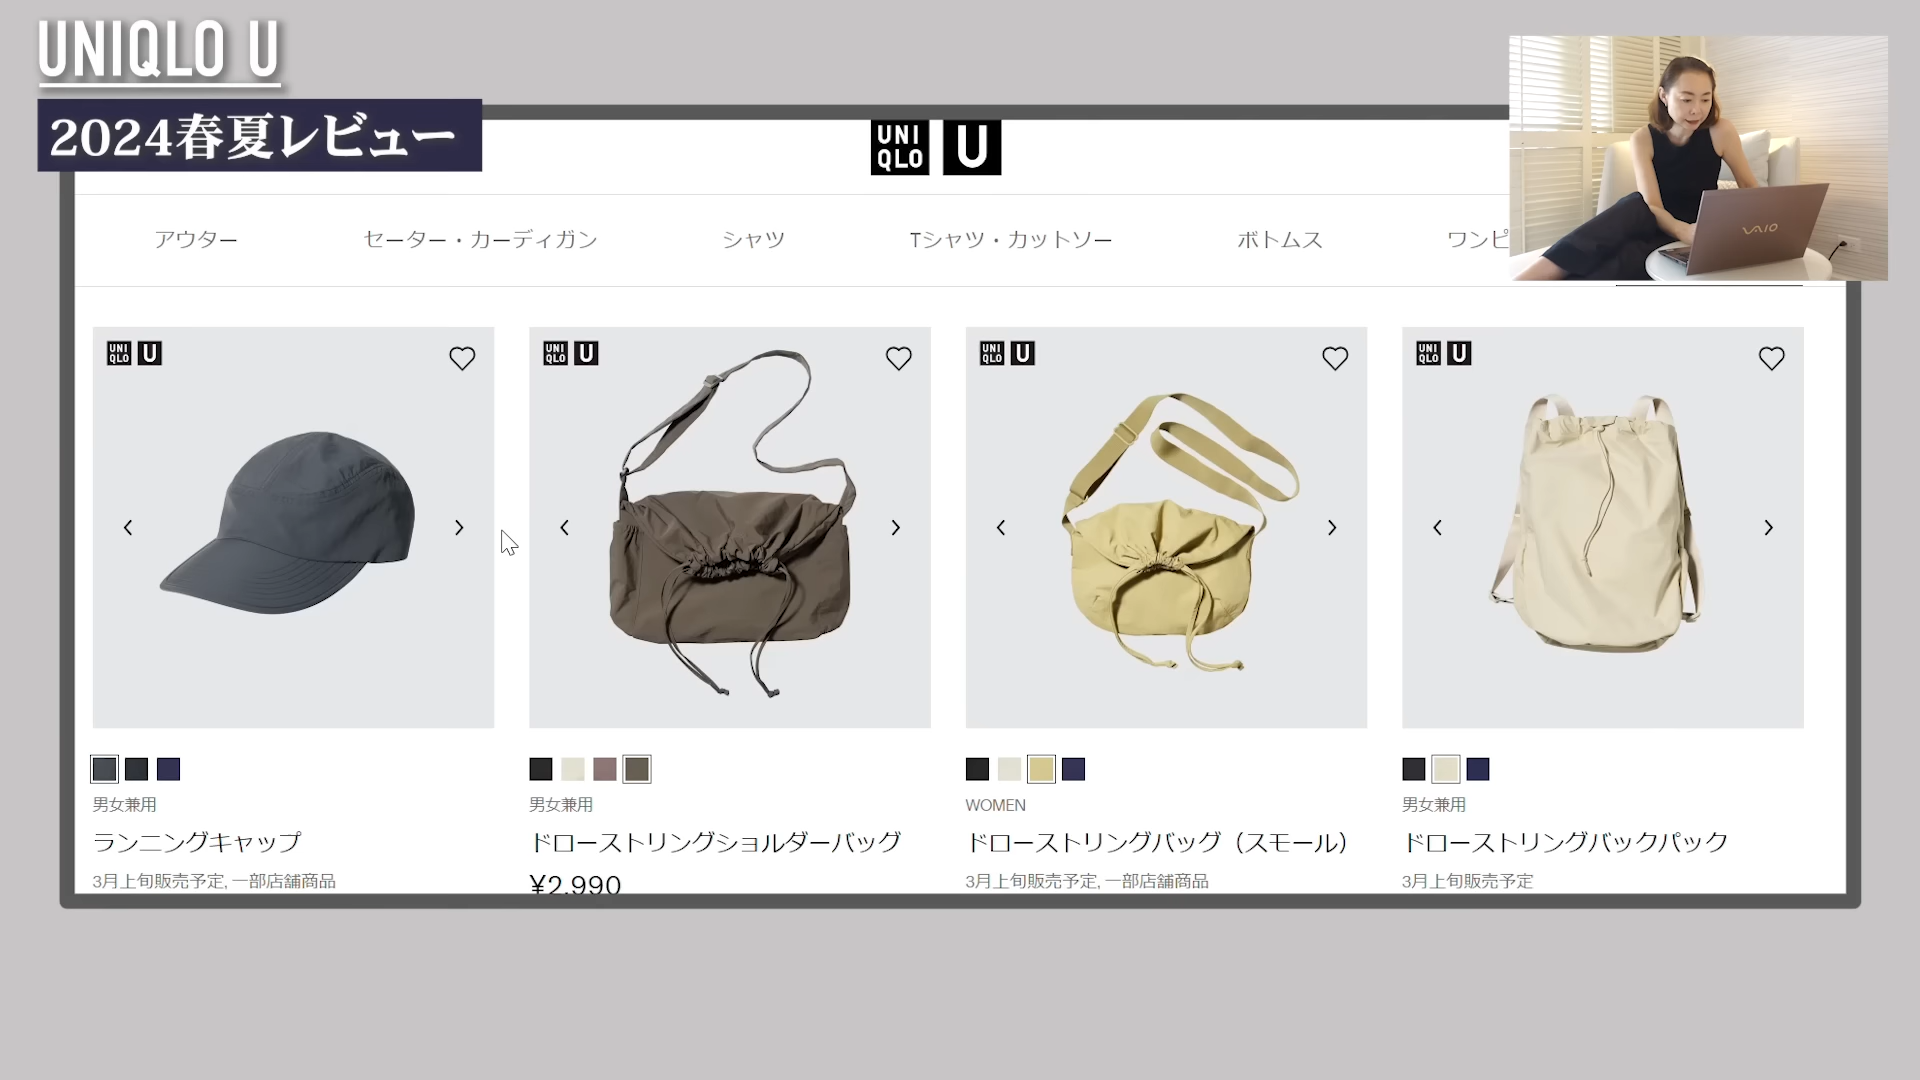 UNIQLO U
2024春夏レビュー
UNI
QLO
U
アウター
セーター・カーディガン
シャツ
Tシャツ・カットソー
ボトムス
ワンピ
VAIO
UNI
QLO
U
UNI
QLO
U
UNI
QLO
U
UNI
QLO
U
男女兼用
ランニングキャップ
3月上旬販売予定, 一部店舗商品
男女兼用
ドローストリングショルダーバッグ
¥2,990
WOMEN
ドローストリングバッグ（スモール）
3月上旬販売予定, 一部店舗商品
男女兼用
ドローストリングバックパック
3月上旬販売予定